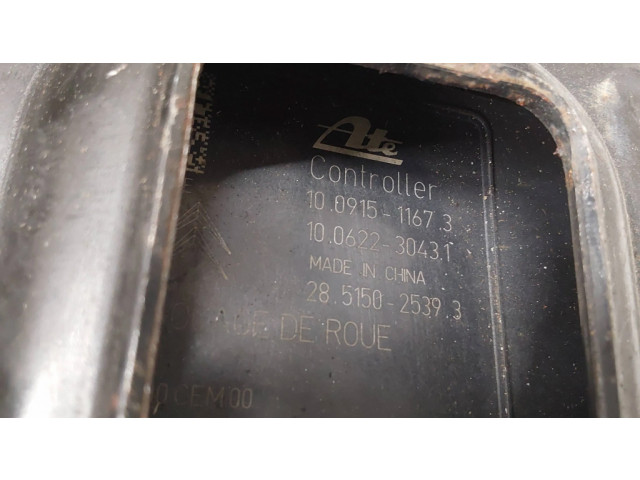 Ate
Controller
10.0915-1167.3
10.0622-3043.1
MADE IN CHINA
28.5150-2539.3
DE ROUE
CEM00